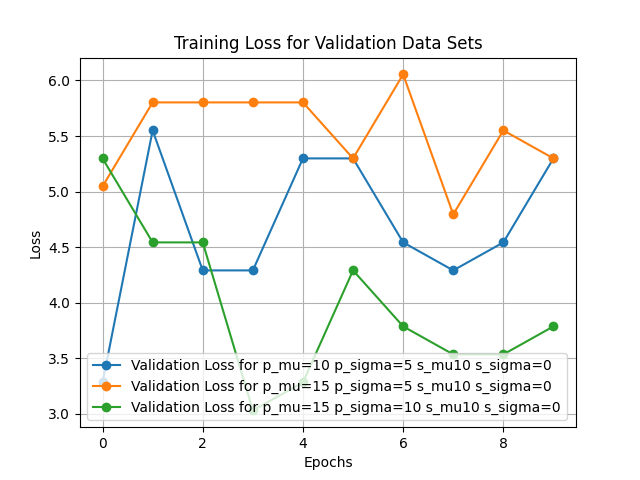 Training Loss for Validation Data Sets
Loss
6.0
5.5
5.0
4.5
4.0
3.5
3.0
Validation Loss for p_mu=10 p_sigma=5 s_mu10 s_sigma=0
Validation Loss for p_mu=15 p_sigma=5 s_mu10 s_sigma=0
Validation Loss for p_mu=15 p_sigma=10 s_mu10 s_sigma=0
0 2 4 6 8
Epochs